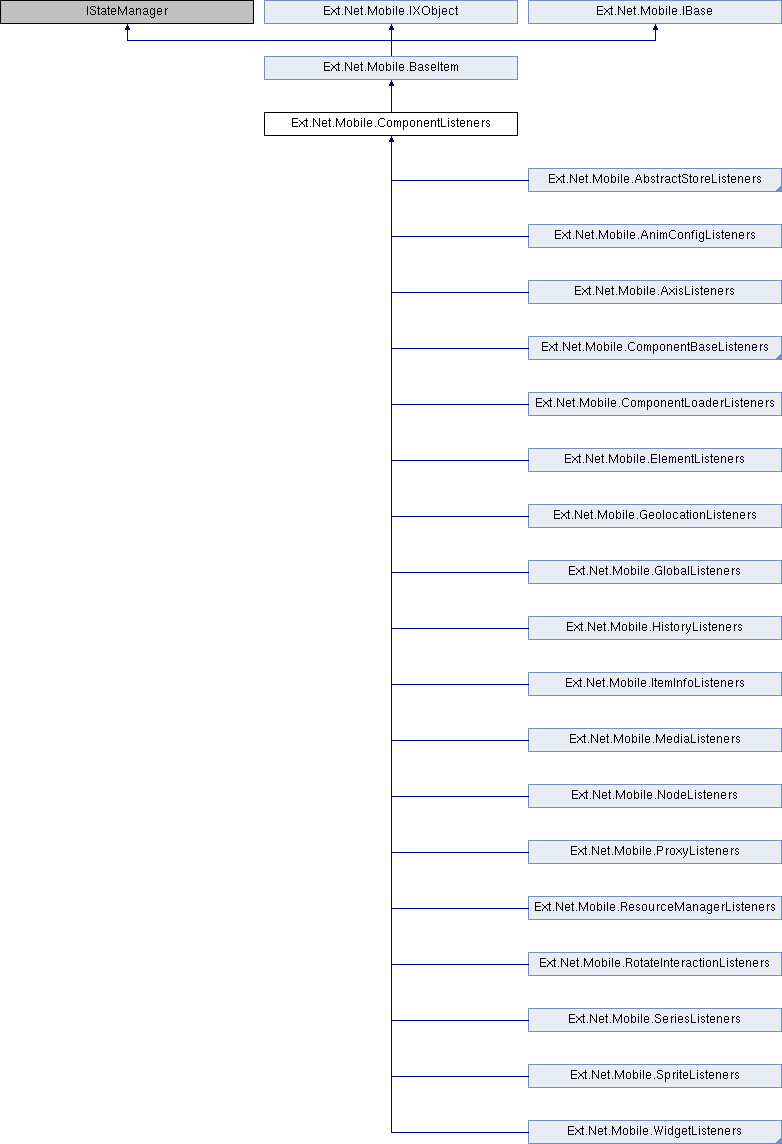 IStateManager
Ext.Net.Mobile.IXObject
Ext.Net.Mobile.IBase
Ext.Net.Mobile.BaseItem
Ext.Net.Mobile.ComponentListeners
Ext.Net.Mobile.AbstractStoreListeners
Ext.Net.Mobile.AnimConfigListeners
Ext.Net.Mobile.AxisListeners
Ext.Net.Mobile.ComponentBaseListeners
Ext.Net.Mobile.ComponentLoaderListeners
Ext.Net.Mobile.ElementListeners
Ext.Net.Mobile.GeolocationListeners
Ext.Net.Mobile.GlobalListeners
Ext.Net.Mobile.HistoryListeners
Ext.Net.Mobile.ItemInfoListeners
Ext.Net.Mobile.MediaListeners
Ext.Net.Mobile.NodeListeners
Ext.Net.Mobile.ProxyListeners
Ext.Net.Mobile.ResourceManagerListeners
Ext.Net.Mobile.RotateInteractionListeners
Ext.Net.Mobile.SeriesListeners
Ext.Net.Mobile.SpriteListeners
Ext.Net.Mobile.WidgetListeners